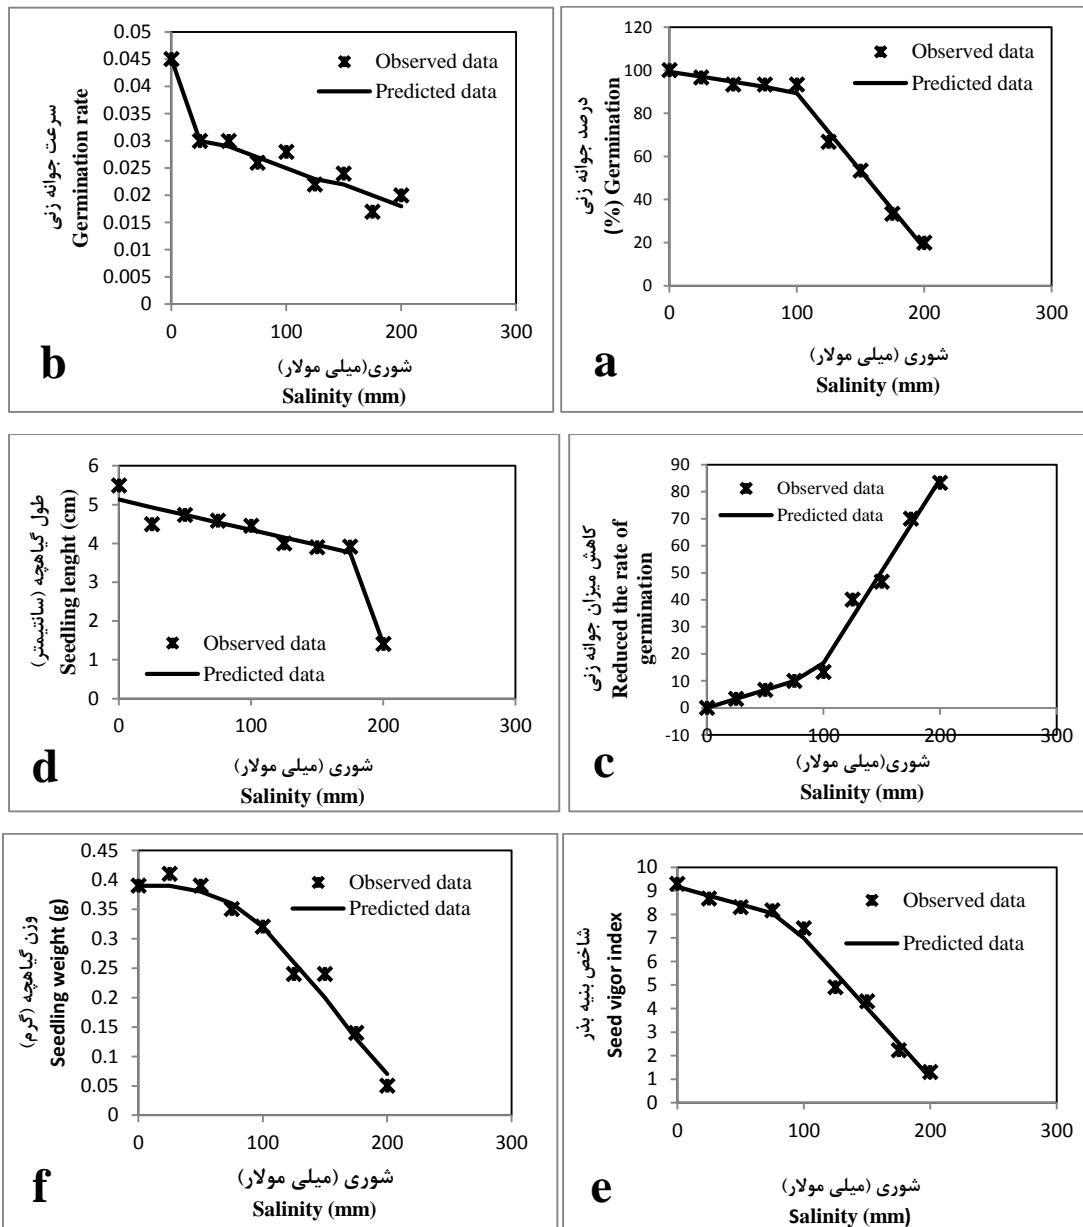 0.05
0.045
0.04
0.035
0.03
0.025
0.02
0.015
0.01
0.005
0
سرعت جوانه زنی
Germination rate
Observed data
Predicted data
0 100 200 300
شوری(میلی مولار)
Salinity (mm)
b
120
100
80
60
40
20
0
درصد جوانه زنی
(%) Germination
Observed data
Predicted data
0 100 200 300
شوری (میلی مولار)
Salinity (mm)
a
6
5
4
3
2
1
0
طول گیاهچه (سانتیمتر)
Seedling lenght (cm)
Observed data
Predicted data
0 100 200 300
شوری (میلی مولار)
Salinity (mm)
d
90
80
70
60
50
40
30
20
10
0
-10
کاهش میزان جوانه زنی
Reduced the rate of
germination
Observed data
Predicted data
0 100 200 300
شوری(میلی مولار)
Salinity (mm)
c
0.45
0.4
0.35
0.3
0.25
0.2
0.15
0.1
0.05
0
وزن گیاهچه (گرم)
Seedling weight (g)
Observed data
Predicted data
0 100 200 300
شوری (میلی مولار)
Salinity (mm)
f
10
9
8
7
6
5
4
3
2
1
0
شاخص بنیه بذر
Seed vigor index
Observed data
Predicted data
0 100 200 300
شوری (میلی مولار)
Salinity (mm)
e